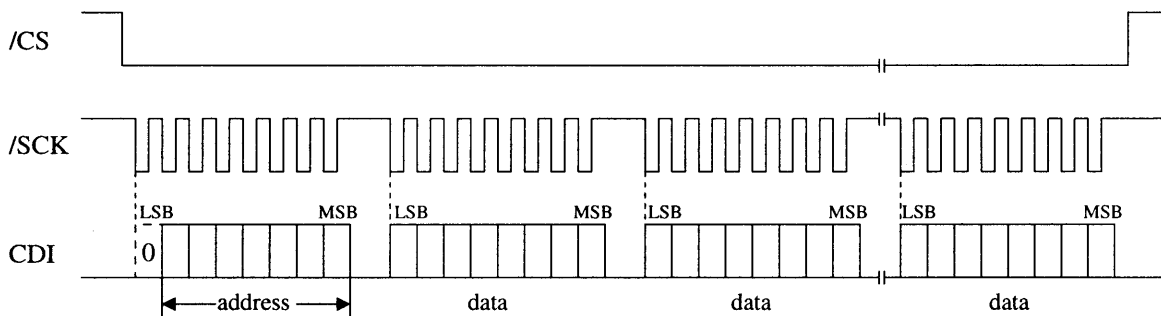 /CS
/SCK
LSB MSB LSB MSB LSB MSB LSB MSB
CDI 0
address data data data